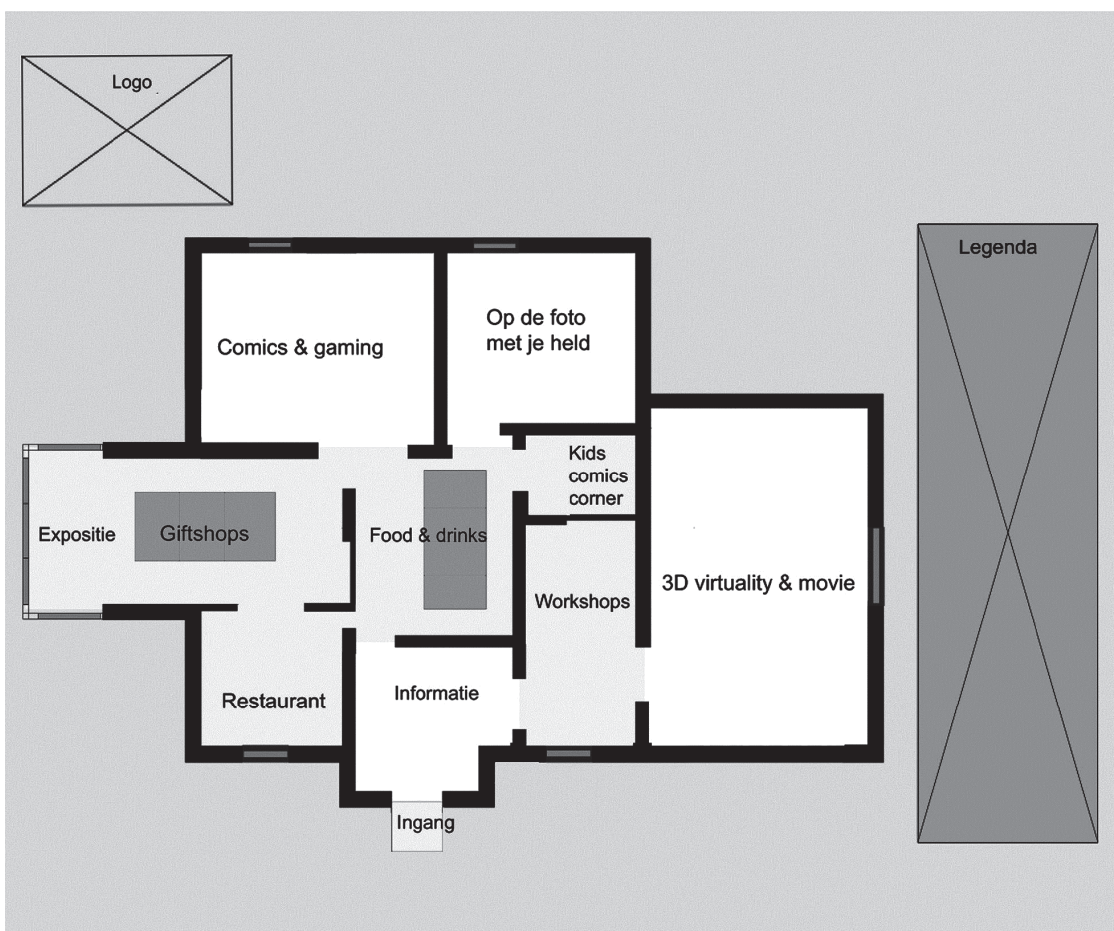 Logo
Legenda
Comics & gaming
Op de foto
met je held
Kids
comics
corner
Expositie
Giftshops
Food & drinks
Workshops
3D virtuality & movie
Restaurant
Informatie
Ingang